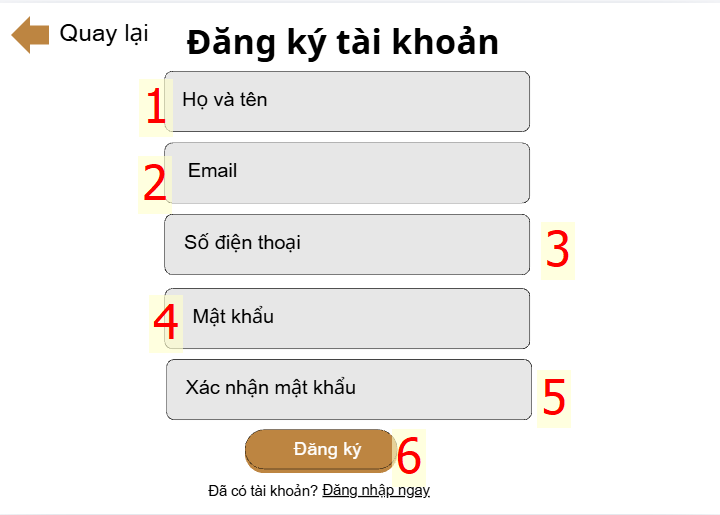 Quay lại
Đăng ký tài khoản
1 Họ và tên
2 Email
Số điện thoại 3
4 Mật khẩu
Xác nhận mật khẩu 5
Đăng ký 6
Đã có tài khoản? Đăng nhập ngay